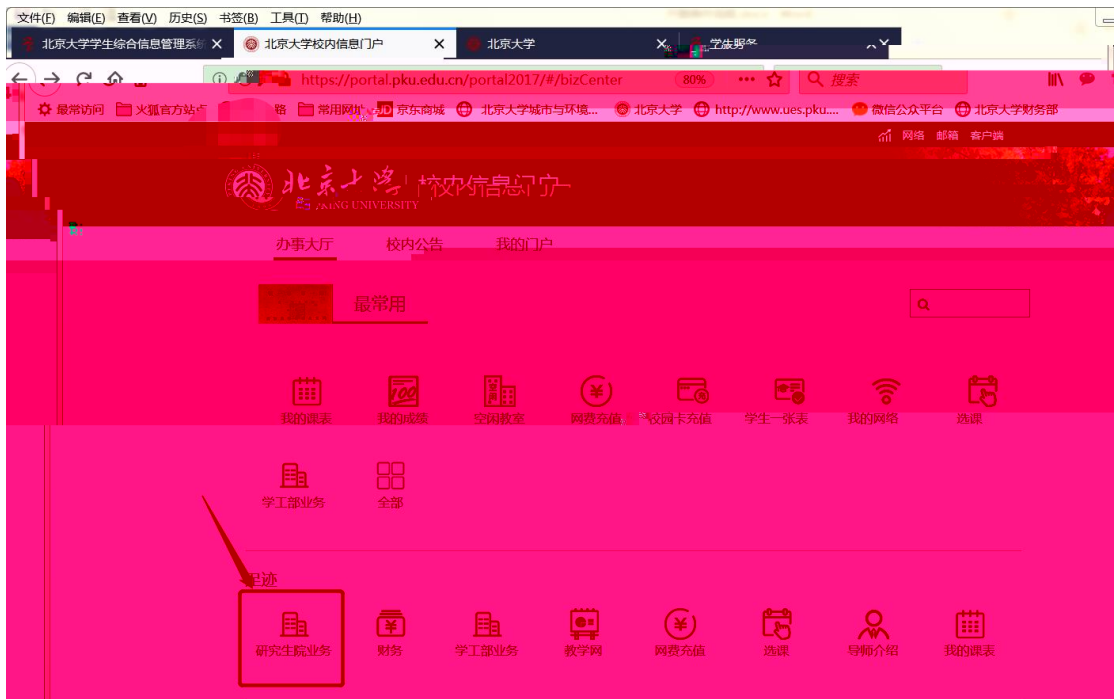 文件(F) 编辑(E) 查看(V) 历史(S) 书签(B) 工具(T) 帮助(H)
北京大学学生综合信息管理系统 北京大学校内信息门户 北京大学
https://portal.pku.edu.cn/portal2017/#/bizCenter 80% 搜索
最常访问 火狐官方站点 常用网址 JD 京东商城 北京大学城市与环境... 北京大学 http://www.ues.pku.... 微信公众平台 北京大学财务部
网络 邮箱 客户端
北京大学 校内信息门户
UNIVERSITY
办事大厅 校内公告 我的门户
最常用
我的课表 我的成绩 空闲教室 网费充值 校园卡充值 学生一张表 我的网络 选课
学工部业务 全部
足迹
研究生院业务 财务 学工部业务 教学网 网费充值 选课 导师介绍 我的课表